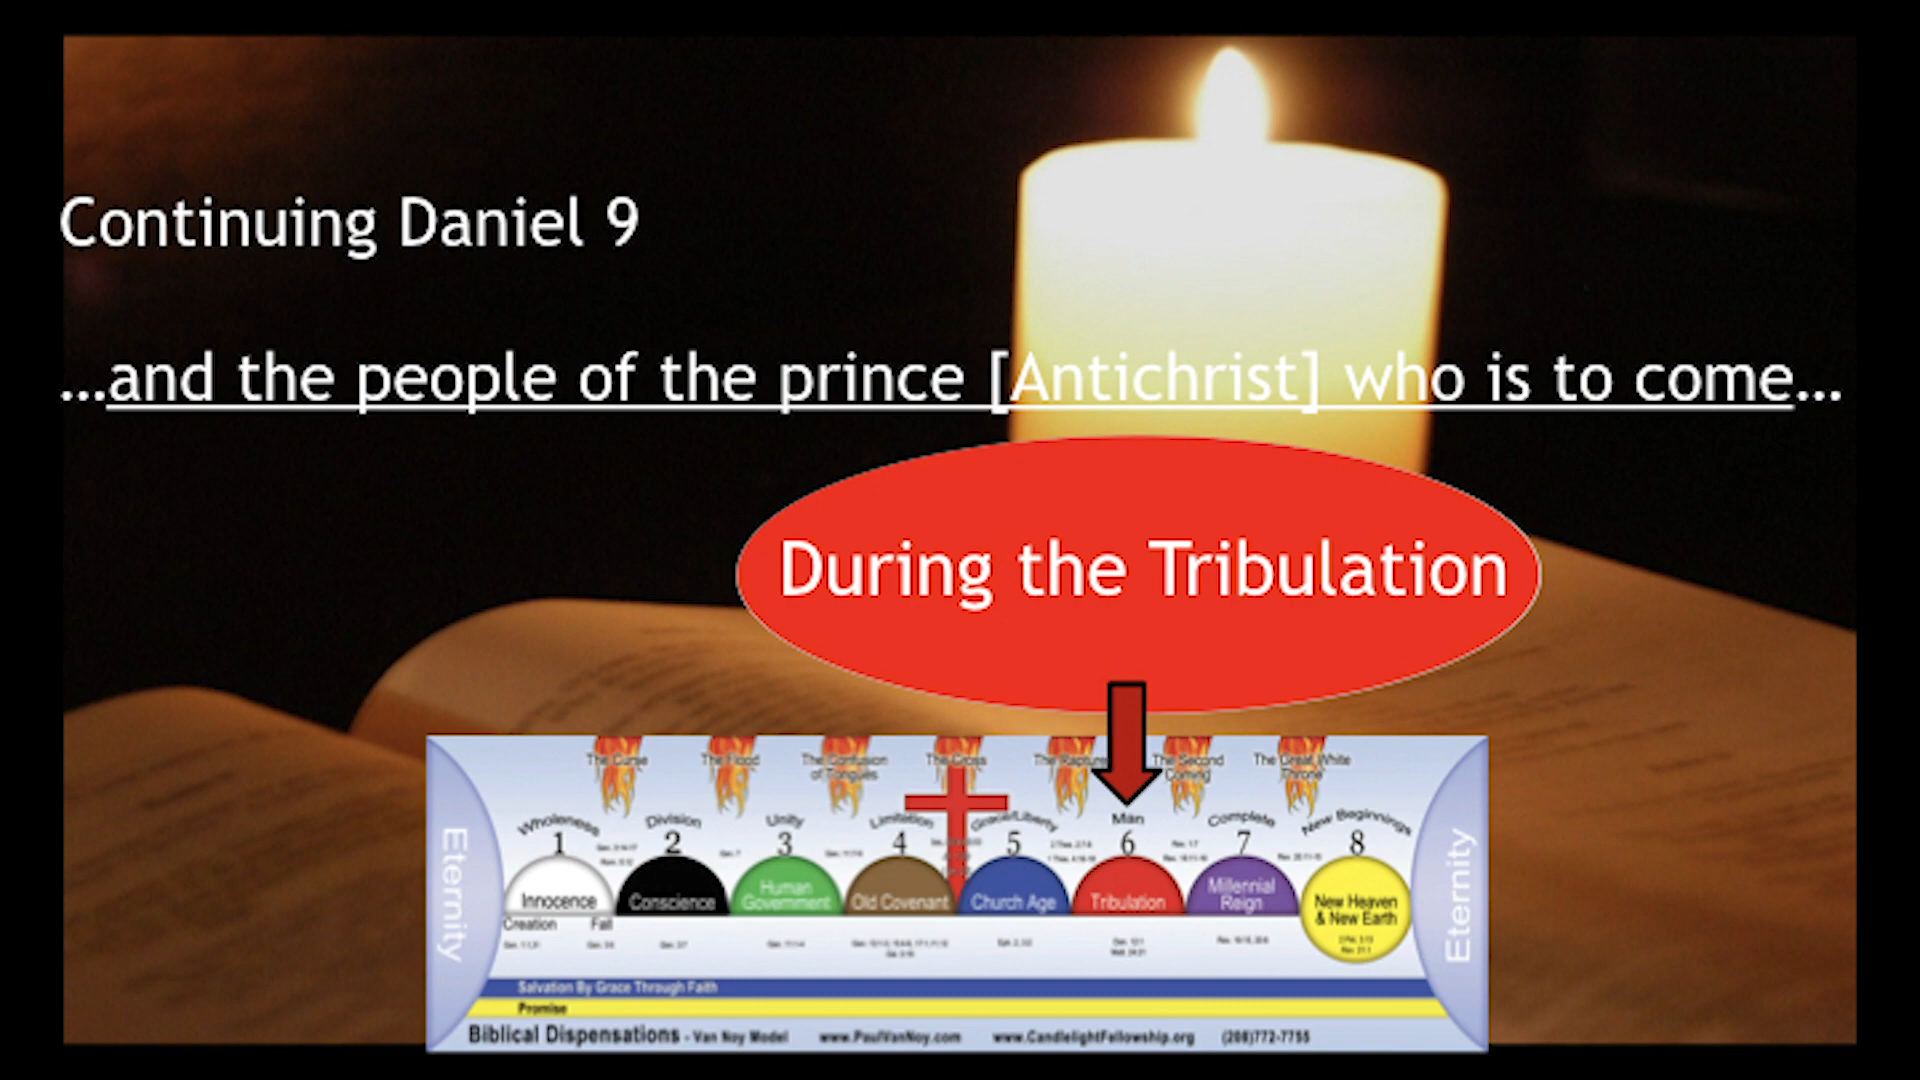 Continuing Daniel 9
...and the people of the prince [Antichrist] who is to come...
During the Tribulation
The Curse
The Flood
The Confusion
of Tongues
The Cross
The Rapture
The Second
Coming
The Great White
Throne
Wholeness
Division
Unity
Limitation
Grace/Liberty
Man
Complete
New Beginnings
1
2
3
4
5
6
7
8
Innocence
Conscience
Human
Government
Old Covenant
Church Age
Tribulation
Millennial
Reign
New Heaven
& New Earth
Creation Fall
Eternity
Eternity
Salvation By Grace Through Faith
Promise
Biblical Dispensations - Van Noy Model www.PaulVanNoy.com www.CandlelightFellowship.org (208)772-7755